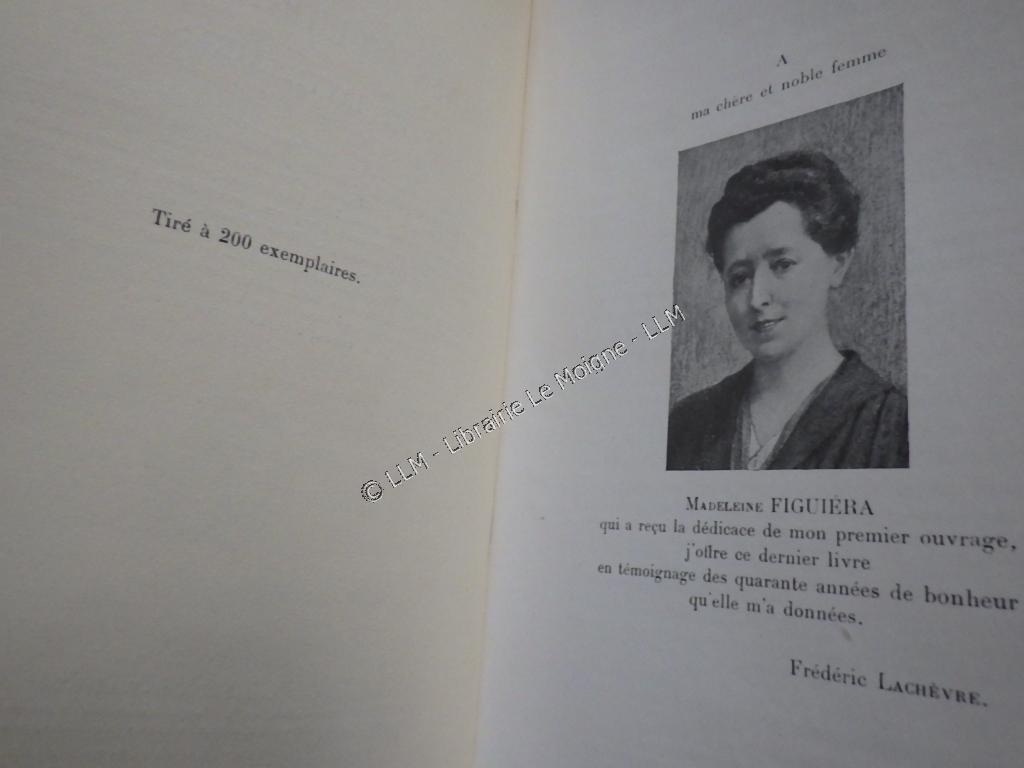 Tiré à 200 exemplaires.
A
ma chère et noble femme
© LLM - Librairie Le Moigne - LLM
MADELEINE FIGUIÈRA
qui a reçu la dédicace de mon premier ouvrage,
j'offre ce dernier livre
en témoignage des quarante années de bonheur
qu'elle m'a données.
Frédéric LACHÈVRE.